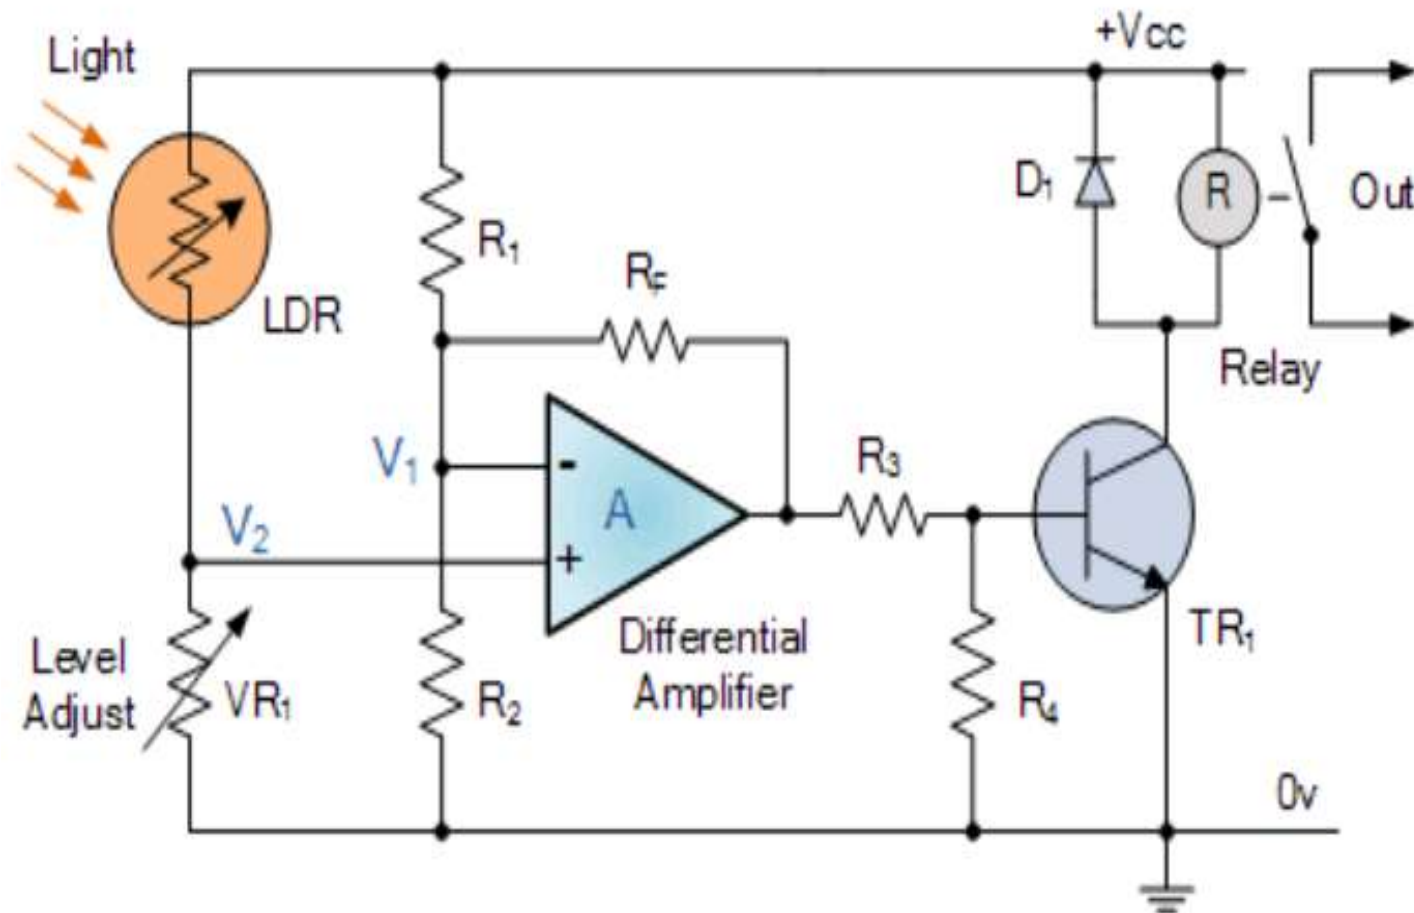 Light
+Vcc
LDR
R₁
R_F
D₁
R
Out
Relay
V₁
V₂
-
A
+
R₃
TR₁
Differential
Amplifier
Level
Adjust
VR₁
R₂
R₄
0v